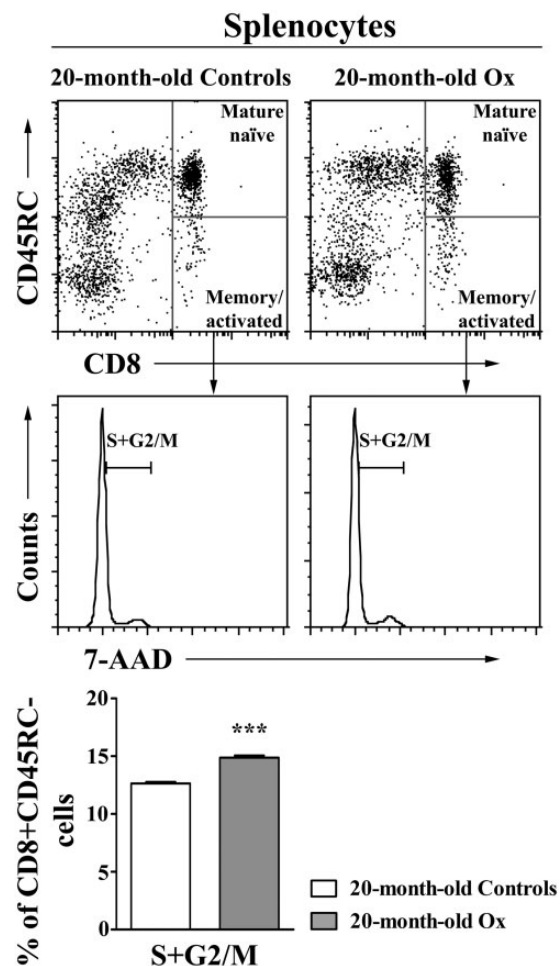 Splenocytes
20-month-old Controls
20-month-old Ox
Mature
naïve
Mature
naïve
CD45RC
Memory/
activated
Memory/
activated
CD8
S+G2/M
S+G2/M
Counts
7-AAD
% of CD8+CD45RC-
cells
20
15
10
5
0
***
S+G2/M
20-month-old Controls
20-month-old Ox